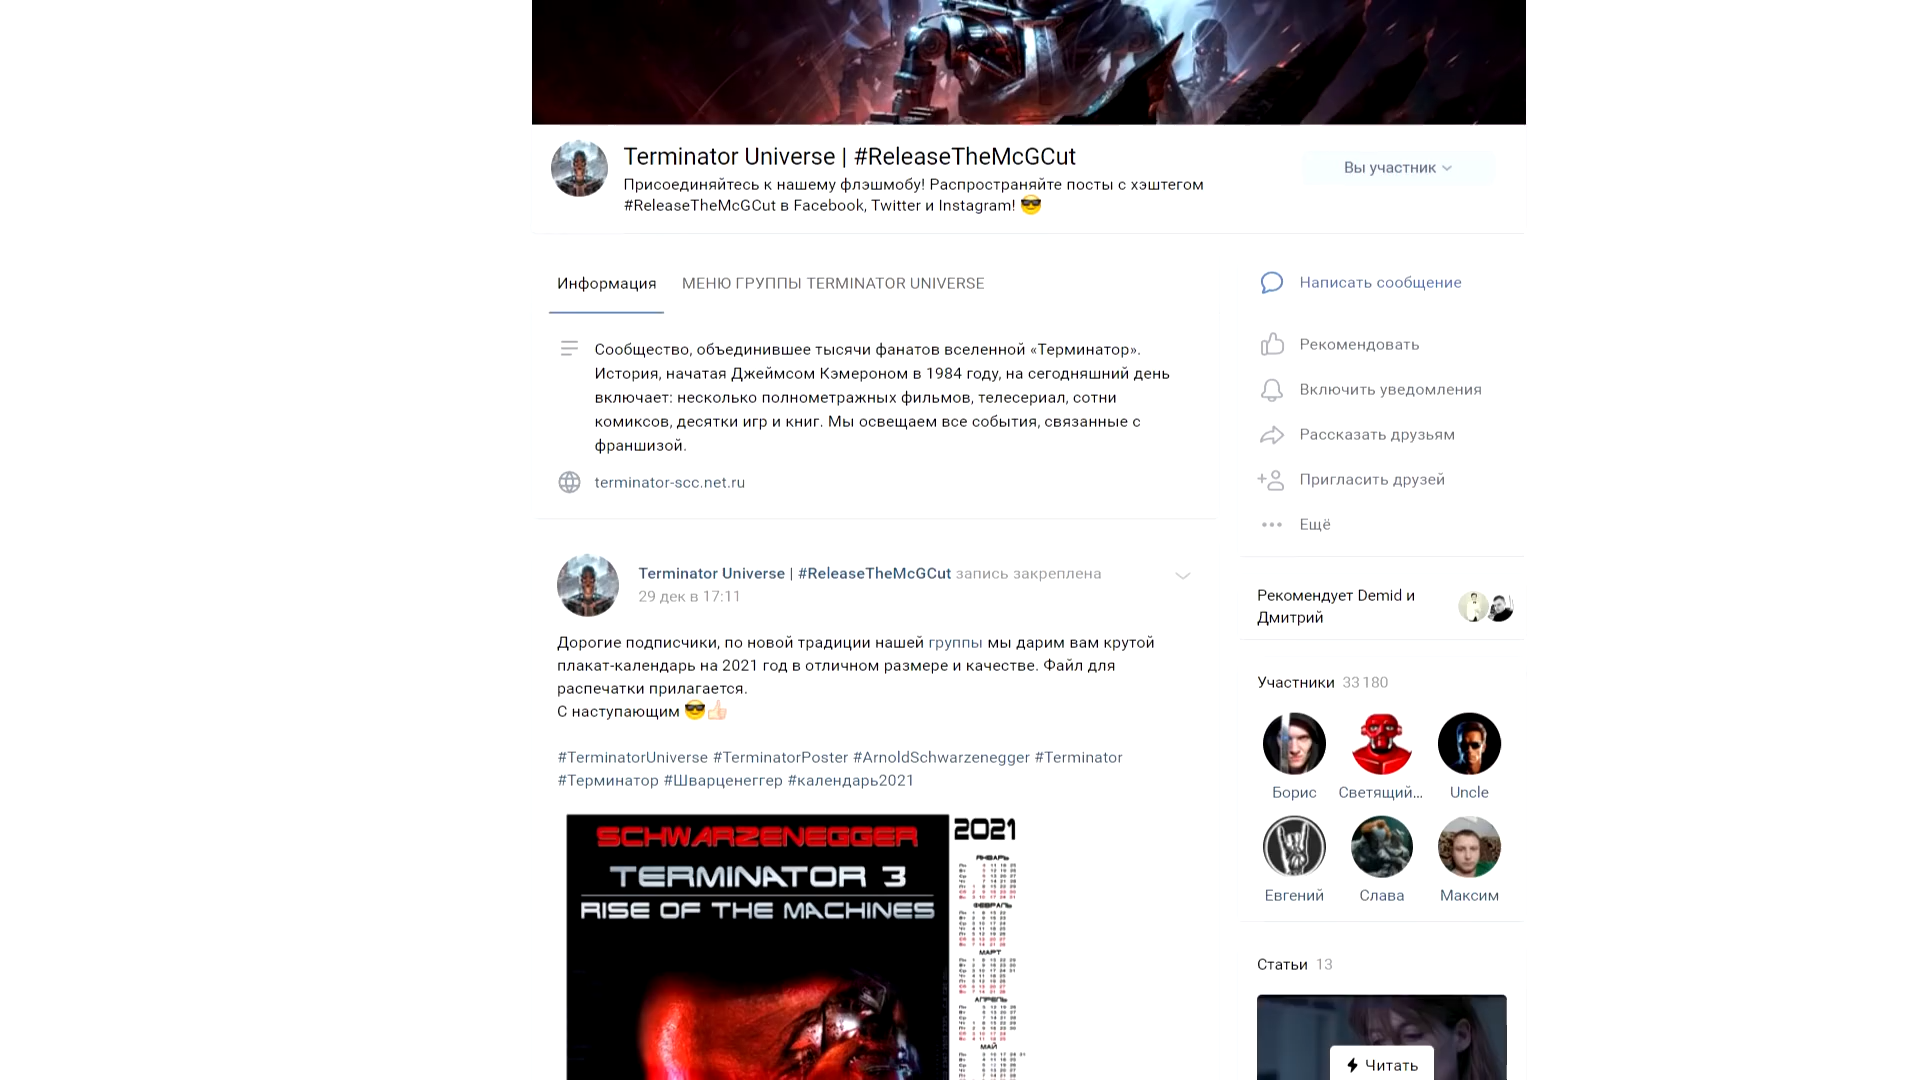 Terminator Universe | #ReleaseTheMcGCut
Присоединяйтесь к нашему флэшмобу! Распространяйте посты с хэштегом
#ReleaseTheMcGCut в Facebook, Twitter и Instagram! 😎
Вы участник
Информация
МЕНЮ ГРУППЫ TERMINATOR UNIVERSE
Сообщество, объединившее тысячи фанатов вселенной «Терминатор».
История, начатая Джеймсом Кэмероном в 1984 году, на сегодняшний день
включает: несколько полнометражных фильмов, телесериал, сотни
комиксов, десятки игр и книг. Мы освещаем все события, связанные с
франшизой.
terminator-scc.net.ru
Terminator Universe | #ReleaseTheMcGCut запись закреплена
29 дек в 17:11
Дорогие подписчики, по новой традиции нашей группы мы дарим вам крутой
плакат-календарь на 2021 год в отличном размере и качестве. Файл для
распечатки прилагается.
С наступающим 😎👍🏻
#TerminatorUniverse #TerminatorPoster #ArnoldSchwarzenegger #Terminator
#Терминатор #Шварценеггер #календарь2021
SCHWARZENEGGER
TERMINATOR 3
RISE OF THE MACHINES
2021
ЯНВАРЬ
ФЕВРАЛЬ
МАРТ
АПРЕЛЬ
МАЙ
Написать сообщение
Рекомендовать
Включить уведомления
Рассказать друзьям
Пригласить друзей
Ещё
Рекомендует Demid и
Дмитрий
Участники 33 180
Борис
Светящий...
Uncle
Евгений
Слава
Максим
Статьи 13
Читать